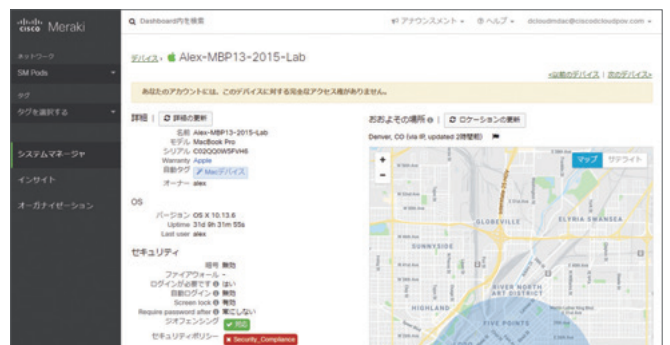 cisco Meraki
Dashboard内を検索
アナウンスメント
ヘルプ
dcloudmdac@ciscodcloudpov.com
ネットワーク
SM Pods
タグ
タグを選択する
システムマネージャ
インサイト
オーガナイゼーション
デバイス
Alex-MBP13-2015-Lab
<以前のデバイス | 次のデバイス>
あなたのアカウントには、このデバイスに対する完全なアクセス権がありません。
詳細 | 詳細の更新
名前 Alex-MBP13-2015-Lab
モデル MacBook Pro
シリアル C02QQ0W5FVH6
Warranty Apple
自動タグ Macデバイス
オーナー alex
OS
バージョン OS X 10.13.6
Uptime 31d 8h 31m 55s
Last user alex
セキュリティ
暗号 無効
ファイアウォール -
ログインが必要です はい
自動ログイン 無効
Screen lock 有効
Require password after 常にしない
ジオフェンシング 対応
セキュリティポリシー Security_Compliance
おおよその場所 | ロケーションの更新
Denver, CO (via IP, updated 2時間前)
+
-
マップ サテライト
GLOBEVILLE
ELYRIA SWANSEA
SUNNYSIDE
RIVER NORTH
ART DISTRICT
HIGHLAND
FIVE POINTS